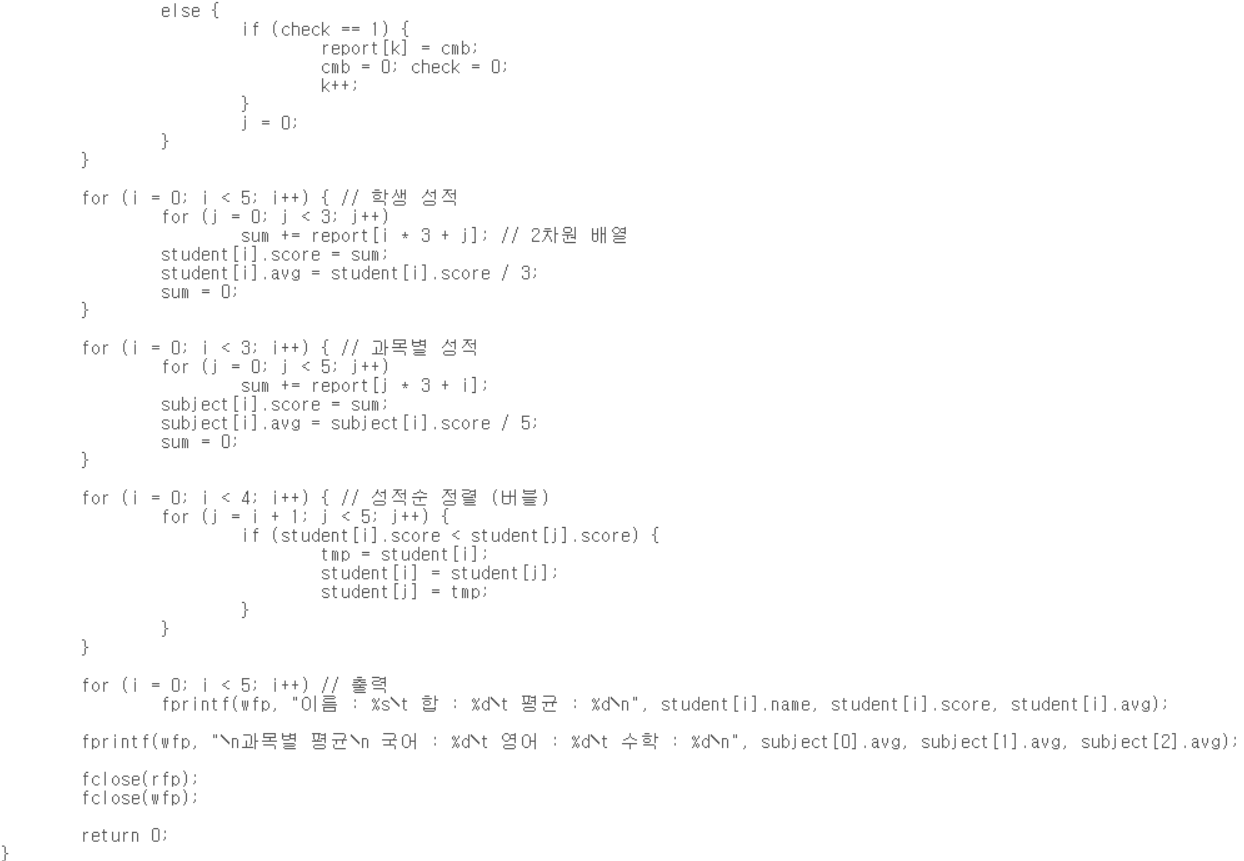 else {
if (check == 1) {
report[k] = cmb;
cmb = 0; check = 0;
k++;
}
j = 0;
}
}
for (i = 0; i < 5; i++) { // 학생 성적
for (j = 0; j < 3; j++)
sum += report[i * 3 + j]; // 2차원 배열
student[i].score = sum;
student[i].avg = student[i].score / 3;
sum = 0;
}
for (i = 0; i < 3; i++) { // 과목별 성적
for (j = 0; j < 5; j++)
sum += report[j * 3 + i];
subject[i].score = sum;
subject[i].avg = subject[i].score / 5;
sum = 0;
}
for (i = 0; i < 4; i++) { // 성적순 정렬 (버블)
for (j = i + 1; j < 5; j++) {
if (student[i].score < student[j].score) {
tmp = student[i];
student[i] = student[j];
student[j] = tmp;
}
}
}
for (i = 0; i < 5; i++) // 출력
fprintf(wfp, "이름 : %s\t 합 : %d\t 평균 : %d\n", student[i].name, student[i].score, student[i].avg);
fprintf(wfp, "\n과목별 평균\n 국어 : %d\t 영어 : %d\t 수학 : %d\n", subject[0].avg, subject[1].avg, subject[2].avg);
fclose(rfp);
fclose(wfp);
return 0;
}